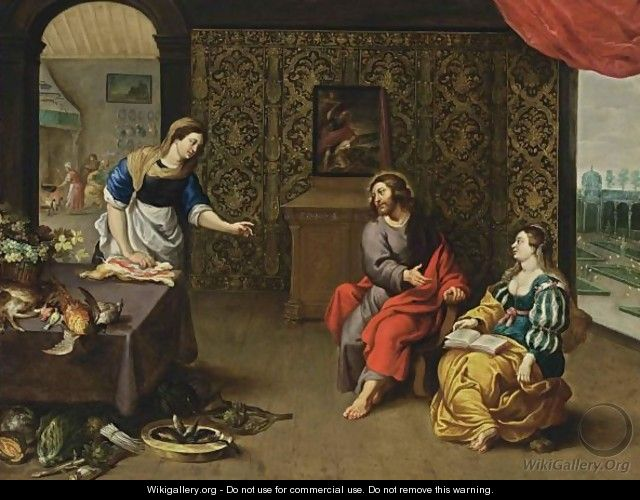 WikiGallery.Org
Wikigallery.org - Do not use for commercial use. Do not remove this warning.